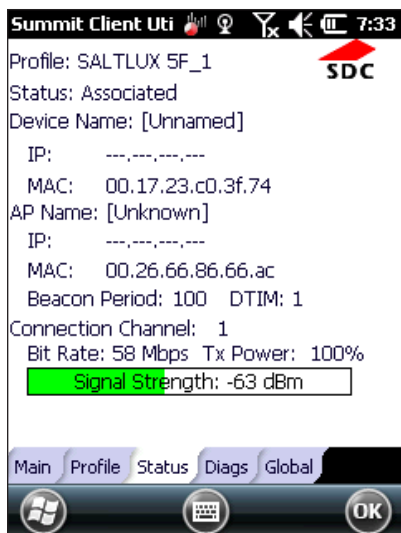 Summit Client Uti 7:33
Profile: SALTLUX 5F_1
SDC
Status: Associated
Device Name: [Unnamed]
IP: ---.---.---.---
MAC: 00.17.23.c0.3f.74
AP Name: [Unknown]
IP: ---.---.---.---
MAC: 00.26.66.86.66.ac
Beacon Period: 100 DTIM: 1
Connection Channel: 1
Bit Rate: 58 Mbps Tx Power: 100%
Signal Strength: -63 dBm
Main Profile Status Diags Global
OK